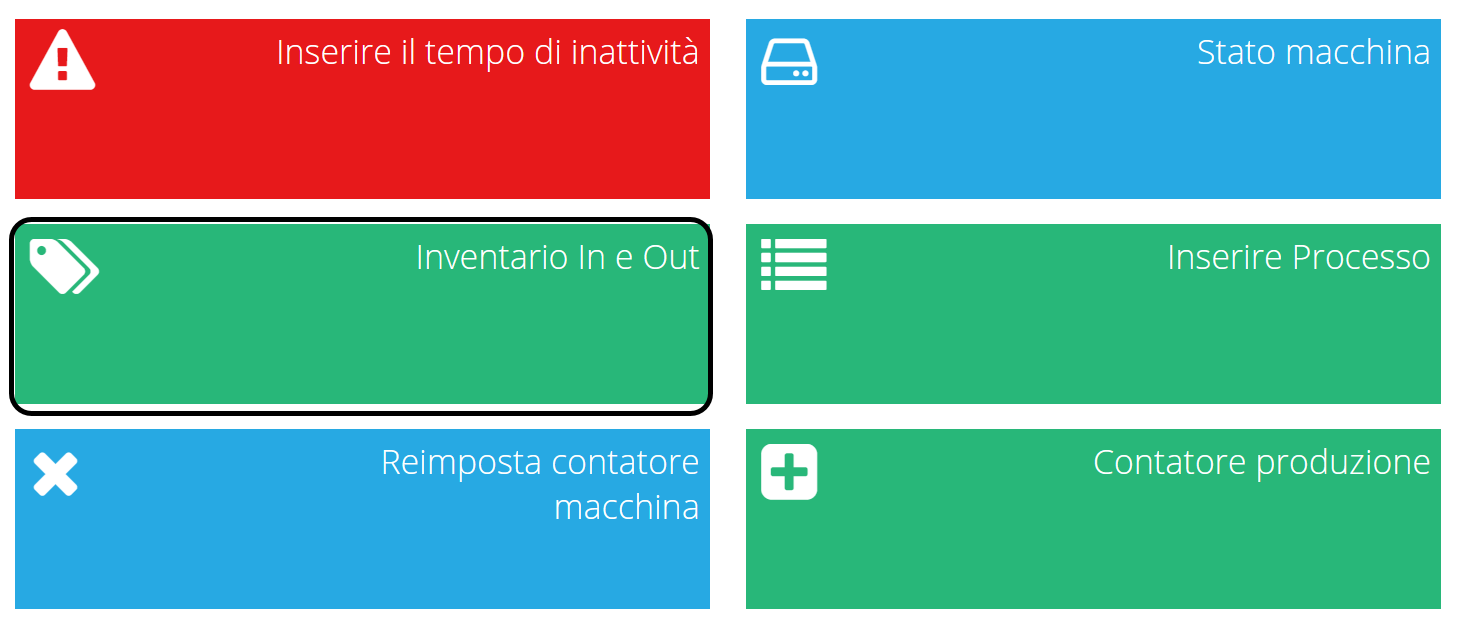 Inserire il tempo di inattività
Stato macchina
Inventario In e Out
Inserire Processo
Reimposta contatore
macchina
Contatore produzione